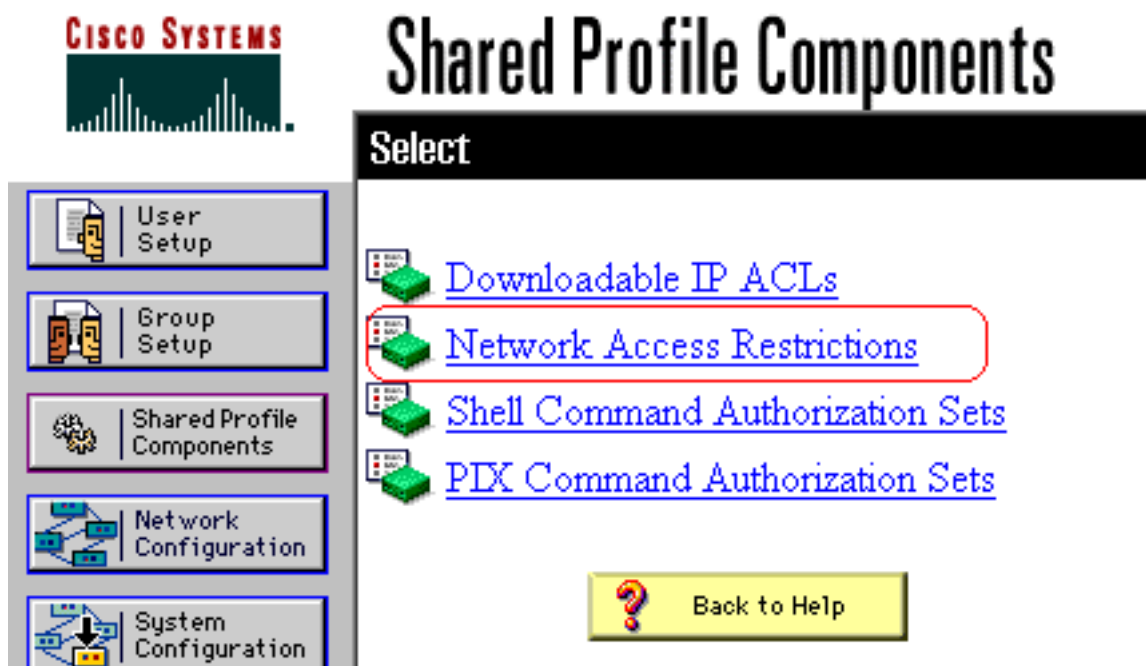 CISCO SYSTEMS
Shared Profile Components
Select
User
Setup
Group
Setup
Shared Profile
Components
Network
Configuration
System
Configuration
Downloadable IP ACLs
Network Access Restrictions
Shell Command Authorization Sets
PIX Command Authorization Sets
? Back to Help